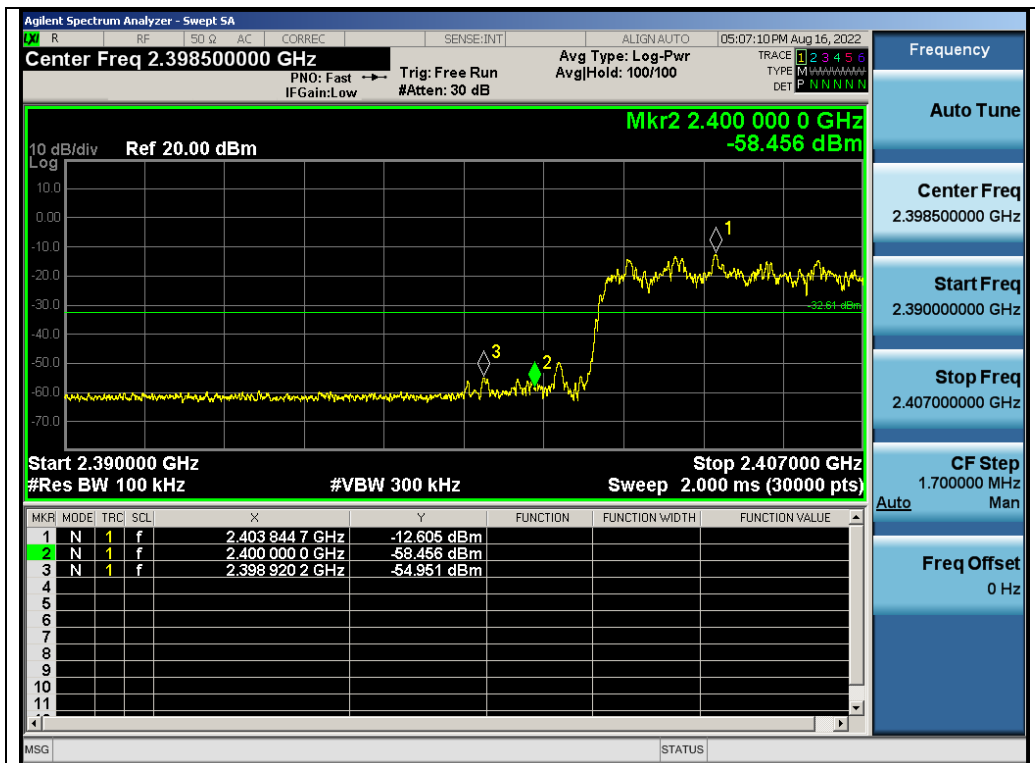 Agilent Spectrum Analyzer - Swept SA
LXI R RF 50 Ω AC CORREC SENSE:INT ALIGN AUTO 05:07:10 PM Aug 16, 2022
Center Freq 2.398500000 GHz
PNO: Fast
IFGain:Low
Trig: Free Run
#Atten: 30 dB
Avg Type: Log-Pwr
Avg|Hold: 100/100
TRACE 1 2 3 4 5 6
TYPE M
DET P N N N N N
Mkr2 2.400 000 0 GHz
-58.456 dBm
10 dB/div Ref 20.00 dBm
Log
10.0
0.00
-10.0
-20.0
-30.0
-40.0
-50.0
-60.0
-70.0
1
-32.61 dBm
3
2
Start 2.390000 GHz Stop 2.407000 GHz
#Res BW 100 kHz #VBW 300 kHz Sweep 2.000 ms (30000 pts)
MKR MODE TRC SCL X Y FUNCTION FUNCTION WIDTH FUNCTION VALUE
1 N 1 f 2.403 844 7 GHz -12.605 dBm
2 N 1 f 2.400 000 0 GHz -58.456 dBm
3 N 1 f 2.398 920 2 GHz -54.951 dBm
4
5
6
7
8
9
10
11
MSG STATUS
Frequency
Auto Tune
Center Freq
2.398500000 GHz
Start Freq
2.390000000 GHz
Stop Freq
2.407000000 GHz
CF Step
1.700000 MHz
Auto Man
Freq Offset
0 Hz